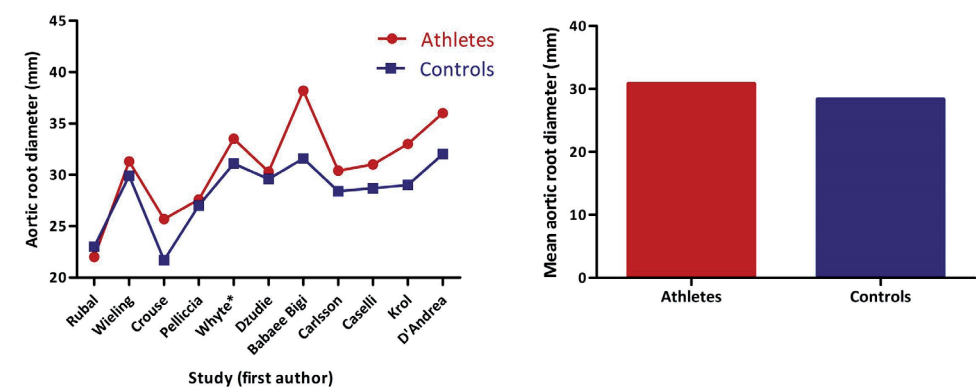 Aortic root diameter (mm)
45
40
35
30
25
20
Athletes
Controls
Rubal
Wieling
Crouse
Pelliccia
Whyte*
Dzudie
Babaee Bigi
Carlsson
Caselli
Krol
D'Andrea
Study (first author)
Mean aortic root diameter (mm)
40
30
20
10
0
Athletes
Controls